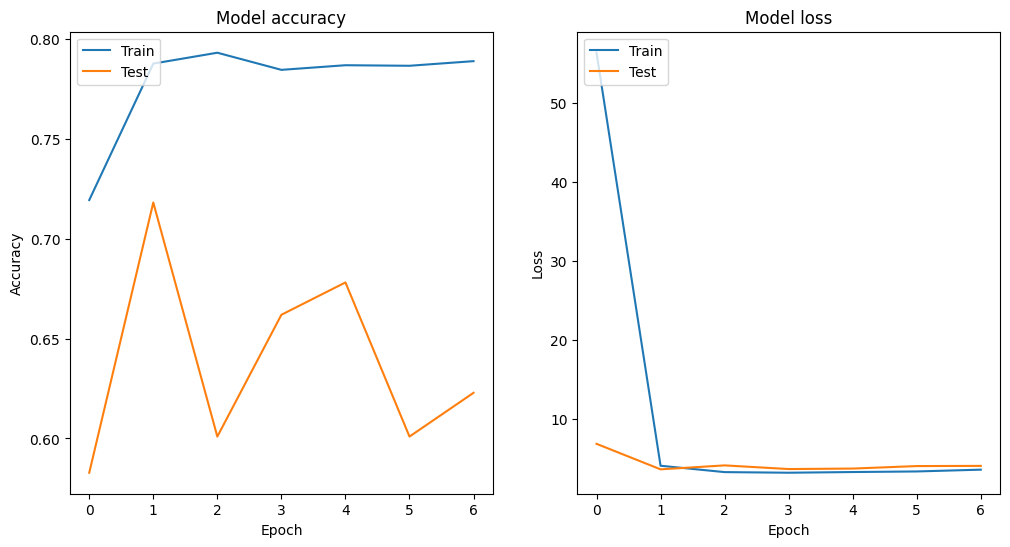 Model accuracy
Train
Test
0.80
0.75
0.70
0.65
0.60
Accuracy
0 1 2 3 4 5 6
Epoch
Model loss
Train
Test
50
40
30
20
10
Loss
0 1 2 3 4 5 6
Epoch